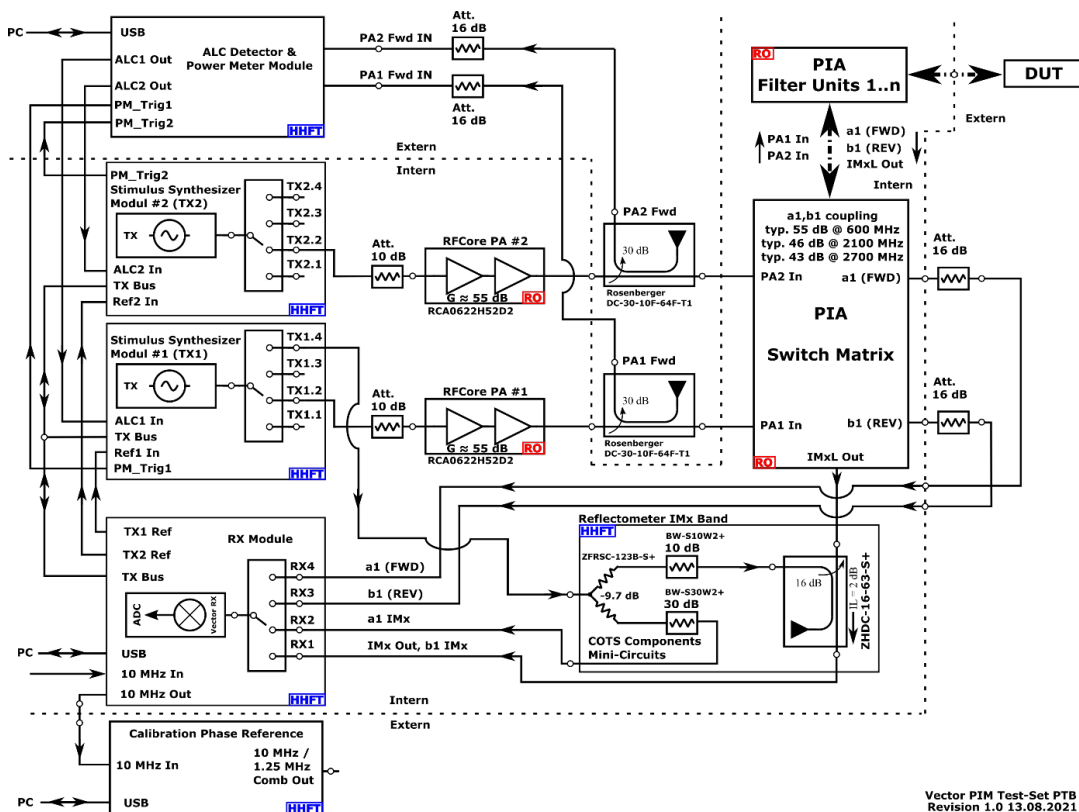 PC
USB
ALC1 Out
ALC2 Out
PM_Trig1
PM_Trig2
ALC Detector &
Power Meter Module
HHFT
PA2 Fwd IN
PA1 Fwd IN
Att.
16 dB
Att.
16 dB
Extern
Intern
RO
PIA
Filter Units 1..n
DUT
Extern
PA1 In
PA2 In
a1 (FWD)
b1 (REV)
IMxL Out
Intern
PM_Trig2
Stimulus Synthesizer
Modul #2 (TX2)
TX
ALC2 In
TX Bus
Ref2 In
TX2.4
TX2.3
TX2.2
TX2.1
HHFT
Att.
10 dB
RFCore PA #2
G ≈ 55 dB
RO
RCA0622H52D2
PA2 Fwd
30 dB
Rosenberger
DC-30-10F-64F-T1
a1,b1 coupling
typ. 55 dB @ 600 MHz
typ. 46 dB @ 2100 MHz
typ. 43 dB @ 2700 MHz
PA2 In
a1 (FWD)
PIA
Switch Matrix
PA1 In
b1 (REV)
IMxL Out
RO
Att.
16 dB
Att.
16 dB
Stimulus Synthesizer
Modul #1 (TX1)
TX
ALC1 In
TX Bus
Ref1 In
PM_Trig1
TX1.4
TX1.3
TX1.2
TX1.1
HHFT
Att.
10 dB
RFCore PA #1
G ≈ 55 dB
RO
RCA0622H52D2
PA1 Fwd
30 dB
Rosenberger
DC-30-10F-64F-T1
TX1 Ref
TX2 Ref
TX Bus
RX Module
ADC
Vector RX
RX4
RX3
RX2
RX1
a1 (FWD)
b1 (REV)
a1 IMx
IMx Out, b1 IMx
PC
USB
10 MHz In
10 MHz Out
HHFT
Reflectometer IMx Band
HHFT
ZFRSC-123B-S+
-9.7 dB
BW-S10W2+
10 dB
BW-S30W2+
30 dB
COTS Components
Mini-Circuits
16 dB
IL = 2 dB
ZHDC-16-63-S+
Intern
Extern
Calibration Phase Reference
10 MHz In
10 MHz /
1.25 MHz
Comb Out
PC
USB
HHFT
Vector PIM Test-Set PTB
Revision 1.0 13.08.2021